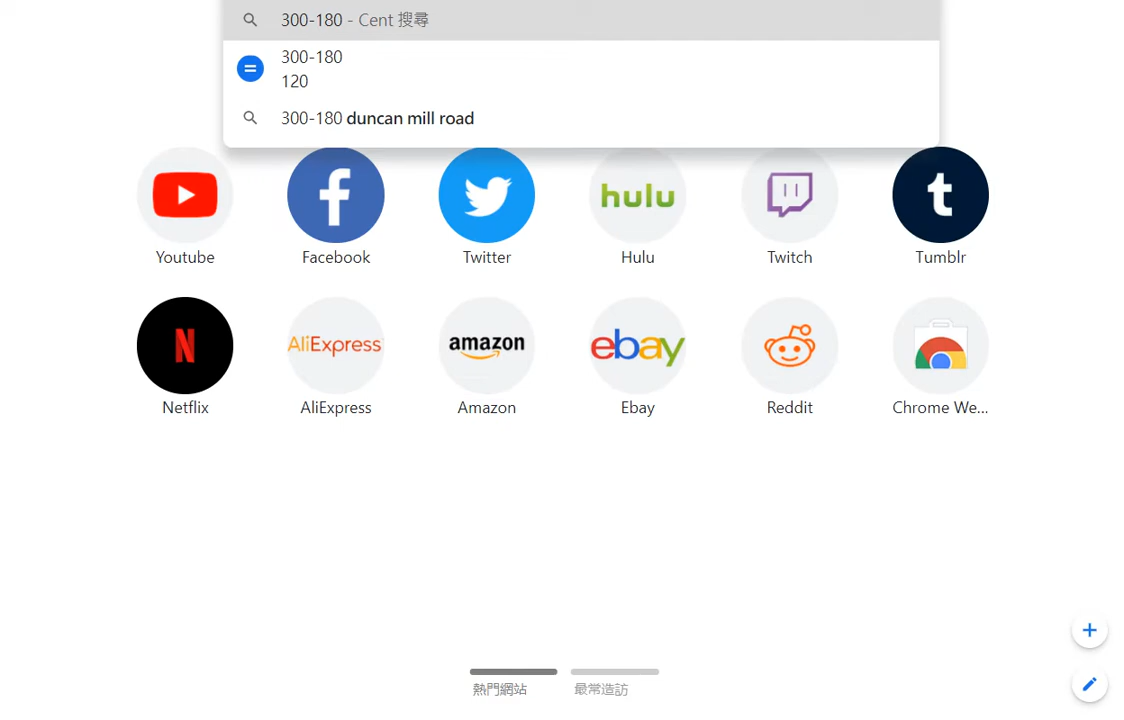 300-180 - Cent 搜尋
300-180
120
300-180 duncan mill road
hulu
Youtube
Facebook
Twitter
Hulu
Twitch
Tumblr
AliExpress
amazon
ebay
Netflix
AliExpress
Amazon
Ebay
Reddit
Chrome We...
熱門網站
最常造訪